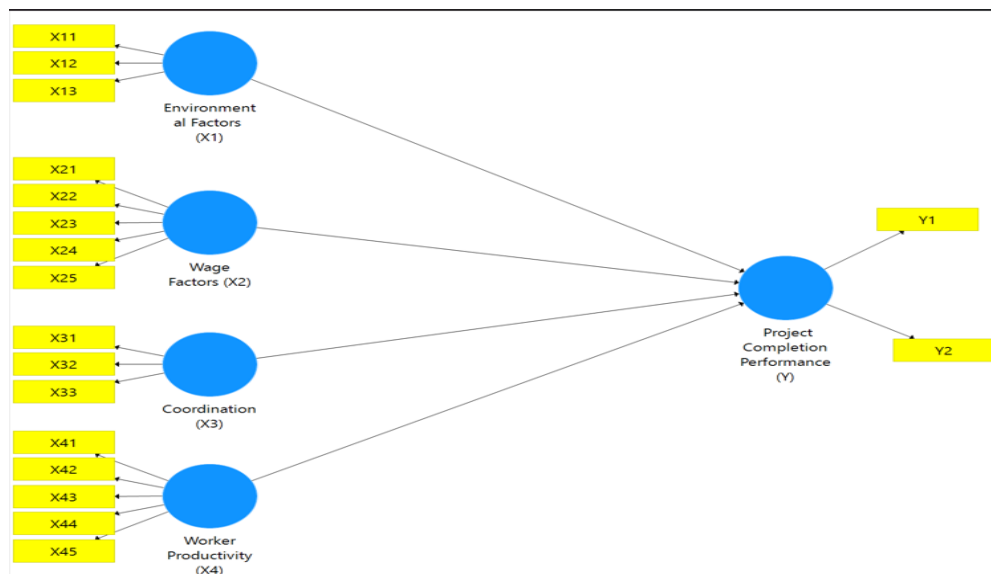 X11
X12
X13
Environment
al Factors
(X1)
X21
X22
X23
X24
X25
Wage
Factors (X2)
X31
X32
X33
Coordination
(X3)
X41
X42
X43
X44
X45
Worker
Productivity
(X4)
Y1
Project
Completion
Performance
(Y)
Y2